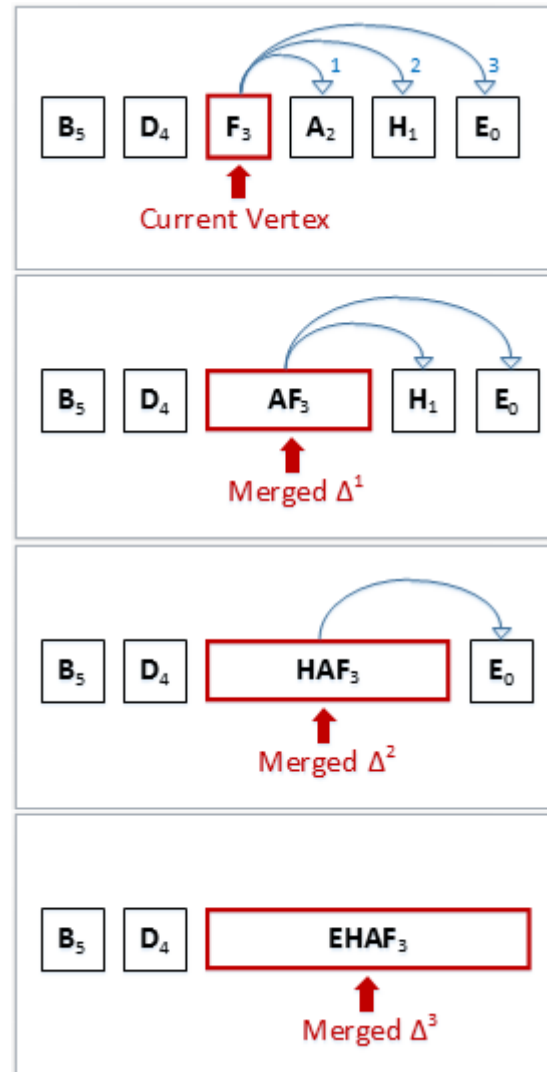 1 2 3
B₅ D₄ F₃ A₂ H₁ E₀
Current Vertex
B₅ D₄ AF₃ H₁ E₀
Merged Δ¹
B₅ D₄ HAF₃ E₀
Merged Δ²
B₅ D₄ EHAF₃
Merged Δ³